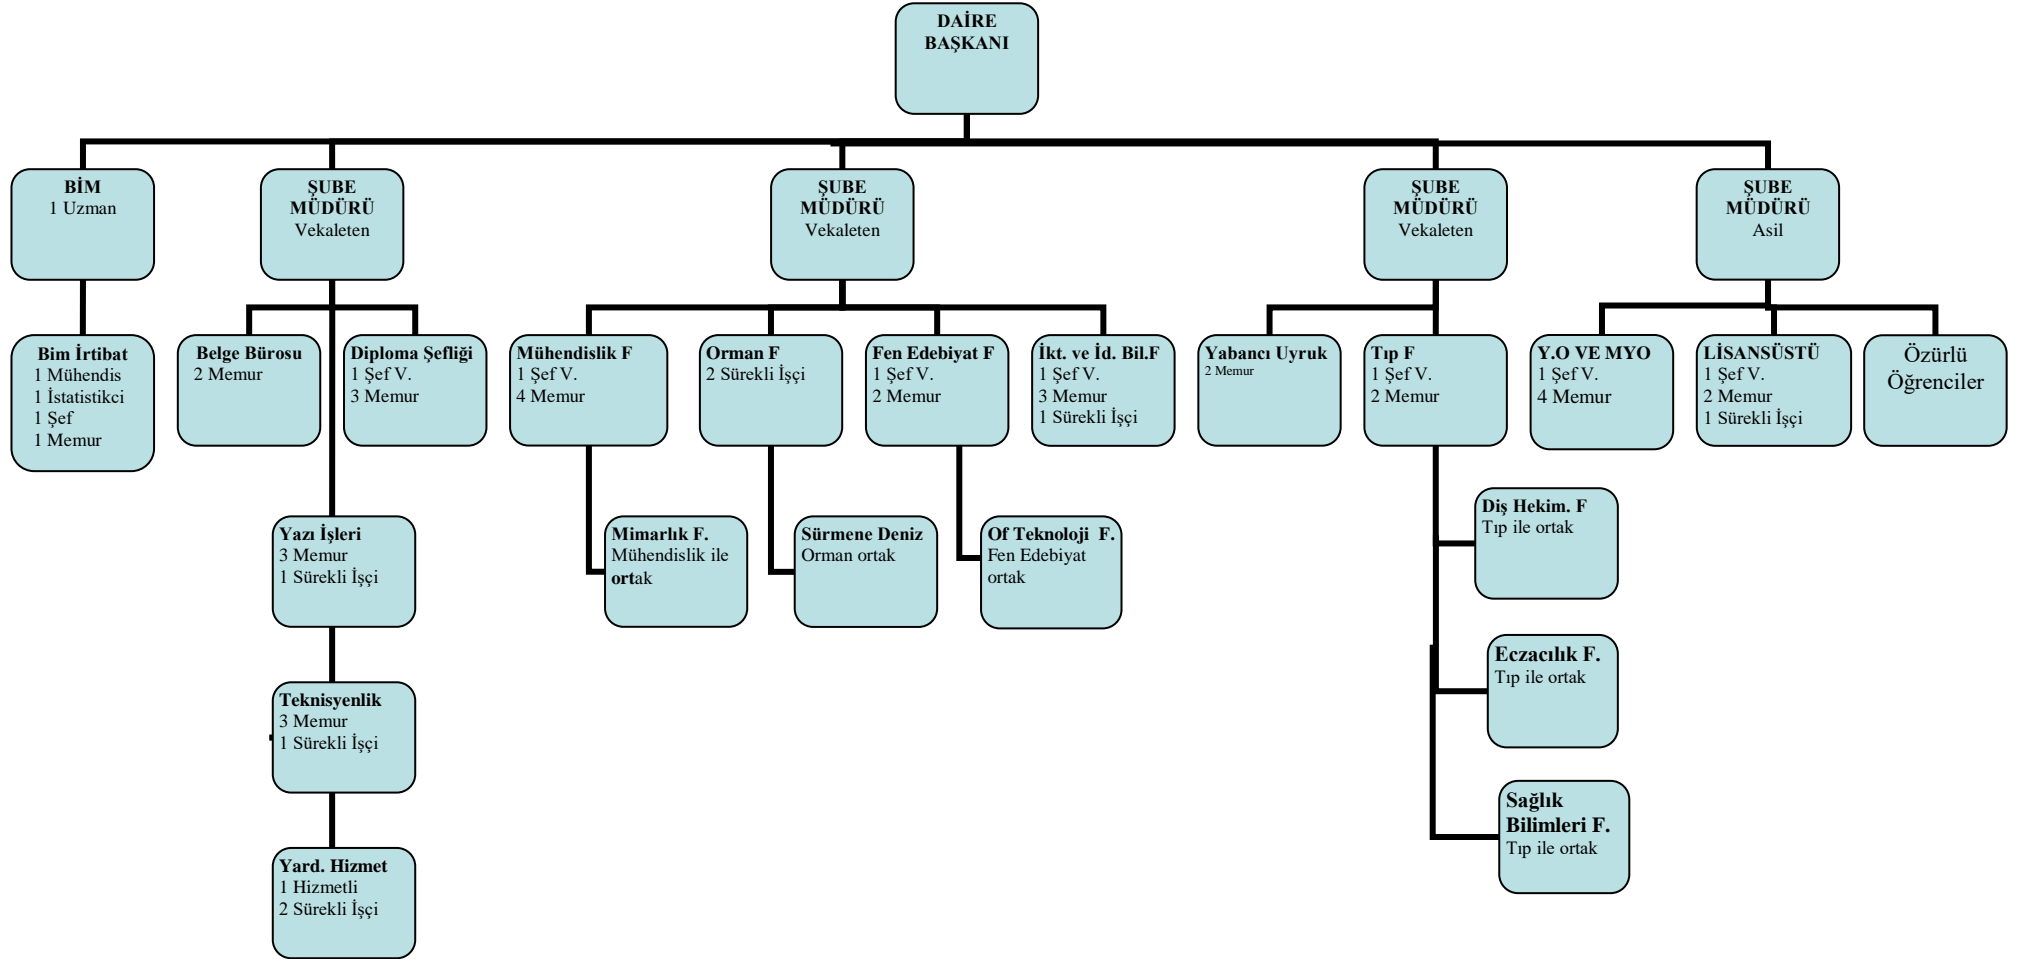 DAİRE
BAŞKANI
BİM
1 Uzman
ŞUBE
MÜDÜRÜ
Vekaleten
ŞUBE
MÜDÜRÜ
Vekaleten
ŞUBE
MÜDÜRÜ
Vekaleten
ŞUBE
MÜDÜRÜ
Asil
Bim İrtibat
1 Mühendis
1 İstatistikci
1 Şef
1 Memur
Belge Bürosu
2 Memur
Diploma Şefliği
1 Şef V.
3 Memur
Mühendislik F
1 Şef V.
4 Memur
Orman F
2 Sürekli İşçi
Fen Edebiyat F
1 Şef V.
2 Memur
İkt. ve İd. Bil.F
1 Şef V.
3 Memur
1 Sürekli İşçi
Yabancı Uyruk
2 Memur
Tıp F
1 Şef V.
2 Memur
Y.O VE MYO
1 Şef V.
4 Memur
LİSANSÜSTÜ
1 Şef V.
2 Memur
1 Sürekli İşçi
Özürlü
Öğrenciler
Yazı İşleri
3 Memur
1 Sürekli İşçi
Mimarlık F.
Mühendislik ile
ortak
Sürmene Deniz
Orman ortak
Of Teknoloji F.
Fen Edebiyat
ortak
Diş Hekim. F
Tıp ile ortak
Eczacılık F.
Tıp ile ortak
Teknisyenlik
3 Memur
1 Sürekli İşçi
Sağlık
Bilimleri F.
Tıp ile ortak
Yard. Hizmet
1 Hizmetli
2 Sürekli İşçi